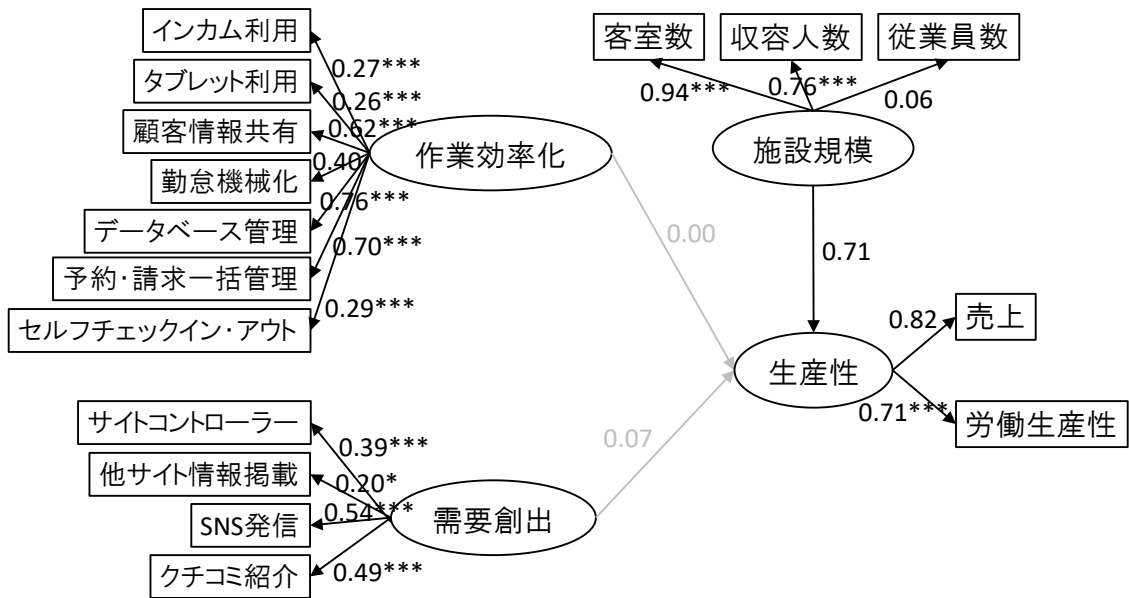 インカム利用
タブレット利用
顧客情報共有
勤怠機械化
データベース管理
予約・請求一括管理
セルフチェックイン・アウト
0.27***
0.26***
0.62***
0.40
0.76***
0.70***
0.29***
作業効率化
客室数
収容人数
従業員数
0.94***
0.76***
0.06
施設規模
0.00
0.71
生産性
0.82
売上
0.71***
労働生産性
0.07
サイトコントローラー
他サイト情報掲載
SNS発信
クチコミ紹介
0.39***
0.20*
0.54***
0.49***
需要創出